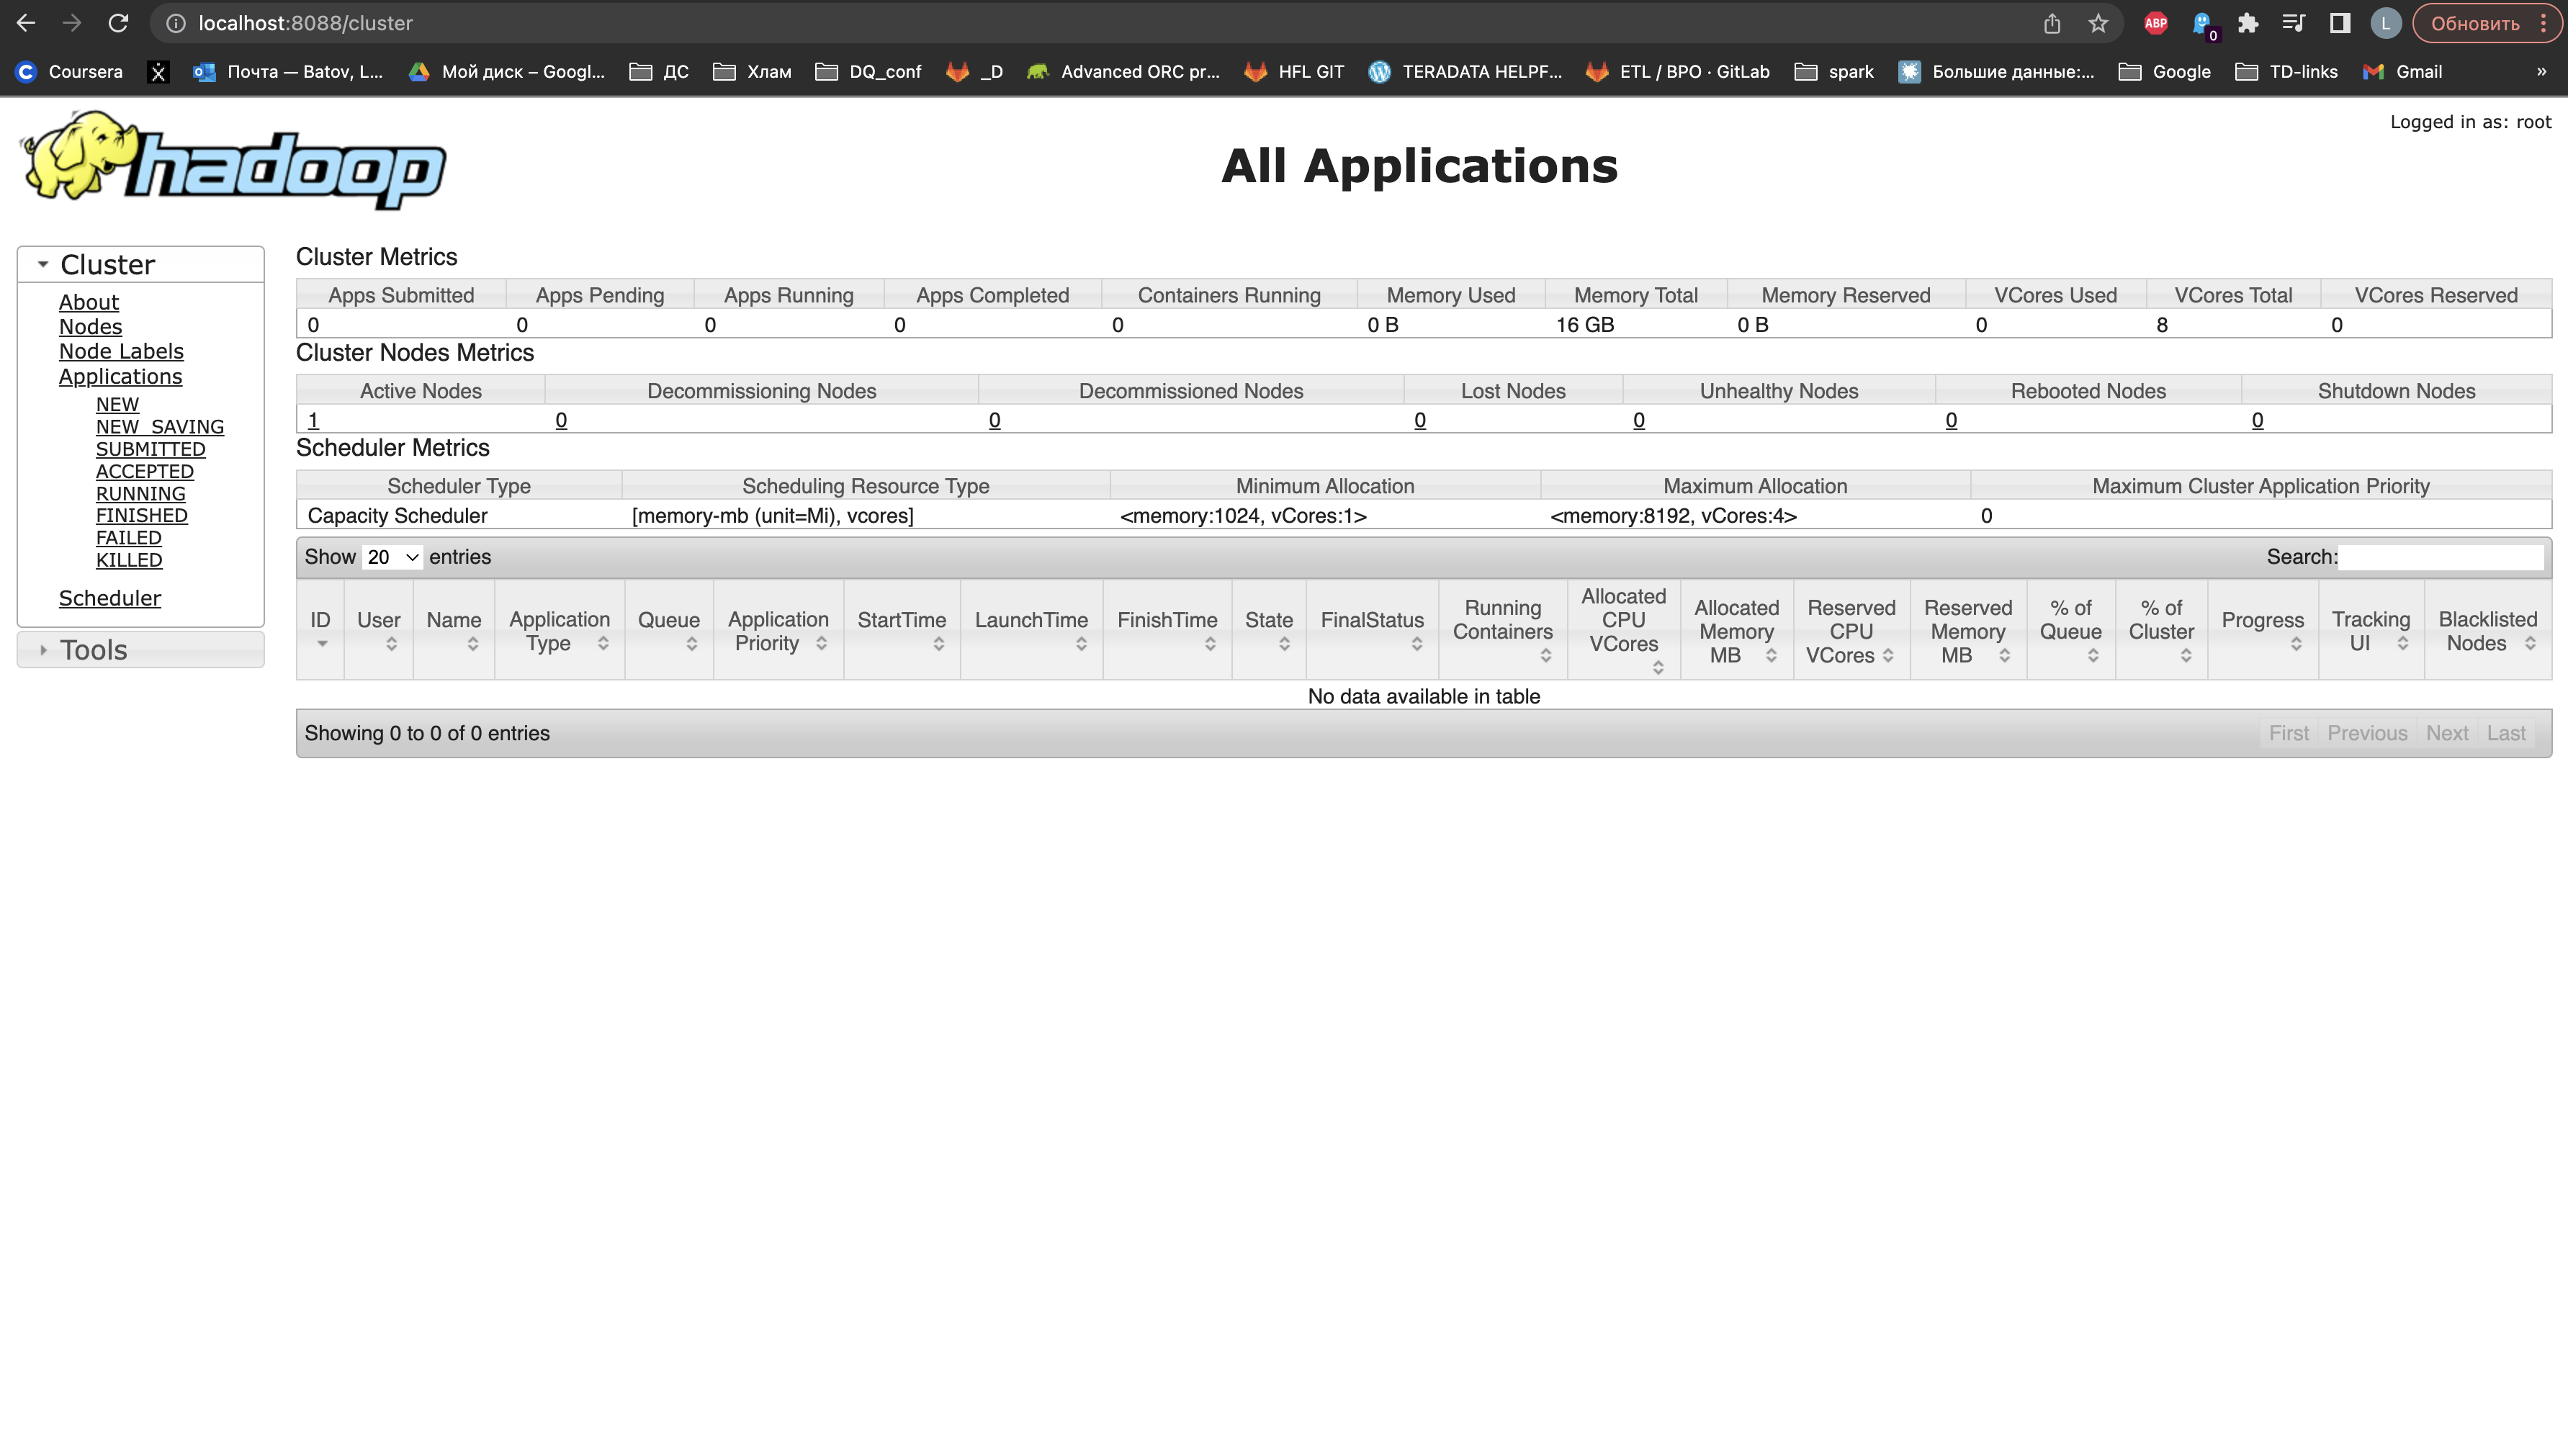 localhost:8088/cluster
ABP
0
L
Обновить
Coursera
Почта — Batov, L...
Мой диск – Googl...
ДС
Хлам
DQ_conf
_D
Advanced ORC pr...
HFL GIT
TERADATA HELPF...
ETL / BPO · GitLab
spark
Большие данные:...
Google
TD-links
Gmail
»
hadoop
All Applications
Logged in as: root
Cluster
About
Nodes
Node Labels
Applications
NEW
NEW_SAVING
SUBMITTED
ACCEPTED
RUNNING
FINISHED
FAILED
KILLED
Scheduler
Tools
Cluster Metrics
Apps Submitted Apps Pending Apps Running Apps Completed Containers Running Memory Used Memory Total Memory Reserved VCores Used VCores Total VCores Reserved
0 0 0 0 0 0 B 16 GB 0 B 0 8 0
Cluster Nodes Metrics
Active Nodes Decommissioning Nodes Decommissioned Nodes Lost Nodes Unhealthy Nodes Rebooted Nodes Shutdown Nodes
1 0 0 0 0 0 0
Scheduler Metrics
Scheduler Type Scheduling Resource Type Minimum Allocation Maximum Allocation Maximum Cluster Application Priority
Capacity Scheduler [memory-mb (unit=Mi), vcores] <memory:1024, vCores:1> <memory:8192, vCores:4> 0
Show 20 entries Search:
ID
User
Name
Application
Type
Queue
Application
Priority
StartTime
LaunchTime
FinishTime
State
FinalStatus
Running
Containers
Allocated
CPU
VCores
Allocated
Memory
MB
Reserved
CPU
VCores
Reserved
Memory
MB
% of
Queue
% of
Cluster
Progress
Tracking
UI
Blacklisted
Nodes
No data available in table
Showing 0 to 0 of 0 entries First Previous Next Last